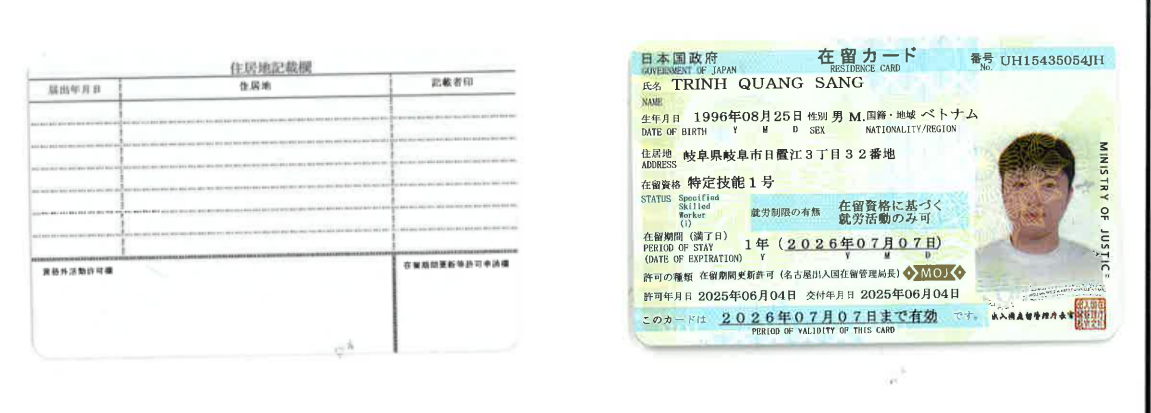 住居地記載欄
届出年月日 住居地 記載者印
資格外活動許可欄 在留期間更新等許可申請欄
日本国政府 在留カード 番号 UH15435054JH
GOVERNMENT OF JAPAN RESIDENCE CARD No.
氏名 TRINH QUANG SANG
NAME
生年月日 1996年08月25日 性別 男 M. 国籍・地域 ベトナム
DATE OF BIRTH Y M D SEX NATIONALITY/REGION
住居地 岐阜県岐阜市日置江3丁目32番地
ADDRESS
在留資格 特定技能1号
STATUS Specified
Skilled
Worker
(i)
就労制限の有無 在留資格に基づく
就労活動のみ可
在留期間(満了日)
PERIOD OF STAY 1年(2026年07月07日)
(DATE OF EXPIRATION) Y Y M D
許可の種類 在留期間更新許可(名古屋出入国在留管理局長) MOJ
許可年月日 2025年06月04日 交付年月日 2025年06月04日
このカードは 2026年07月07日まで有効 です。
PERIOD OF VALIDITY OF THIS CARD
出入国在留管理庁長官
MINISTRY OF JUSTICE